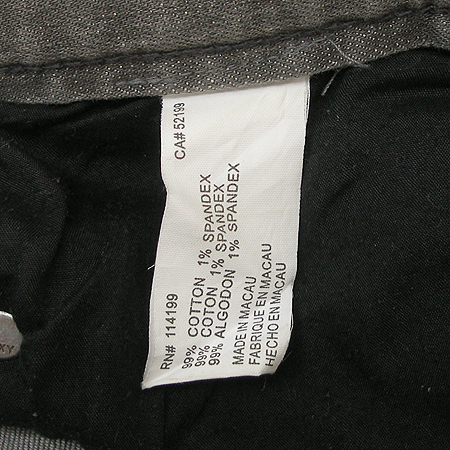 RN# 114199 CA# 52199
99% COTTON 1% SPANDEX
99% COTON 1% SPANDEX
99% ALGODON 1% SPANDEX
MADE IN MACAU
FABRIQUE EN MACAU
HECHO EN MACAU